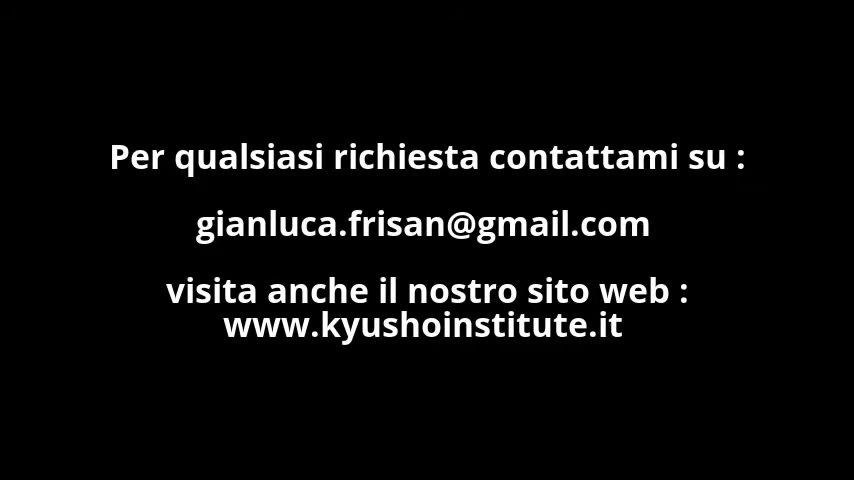 Per qualsiasi richiesta contattami su :
gianluca.frisan@gmail.com
visita anche il nostro sito web :
www.kyushoinstitute.it